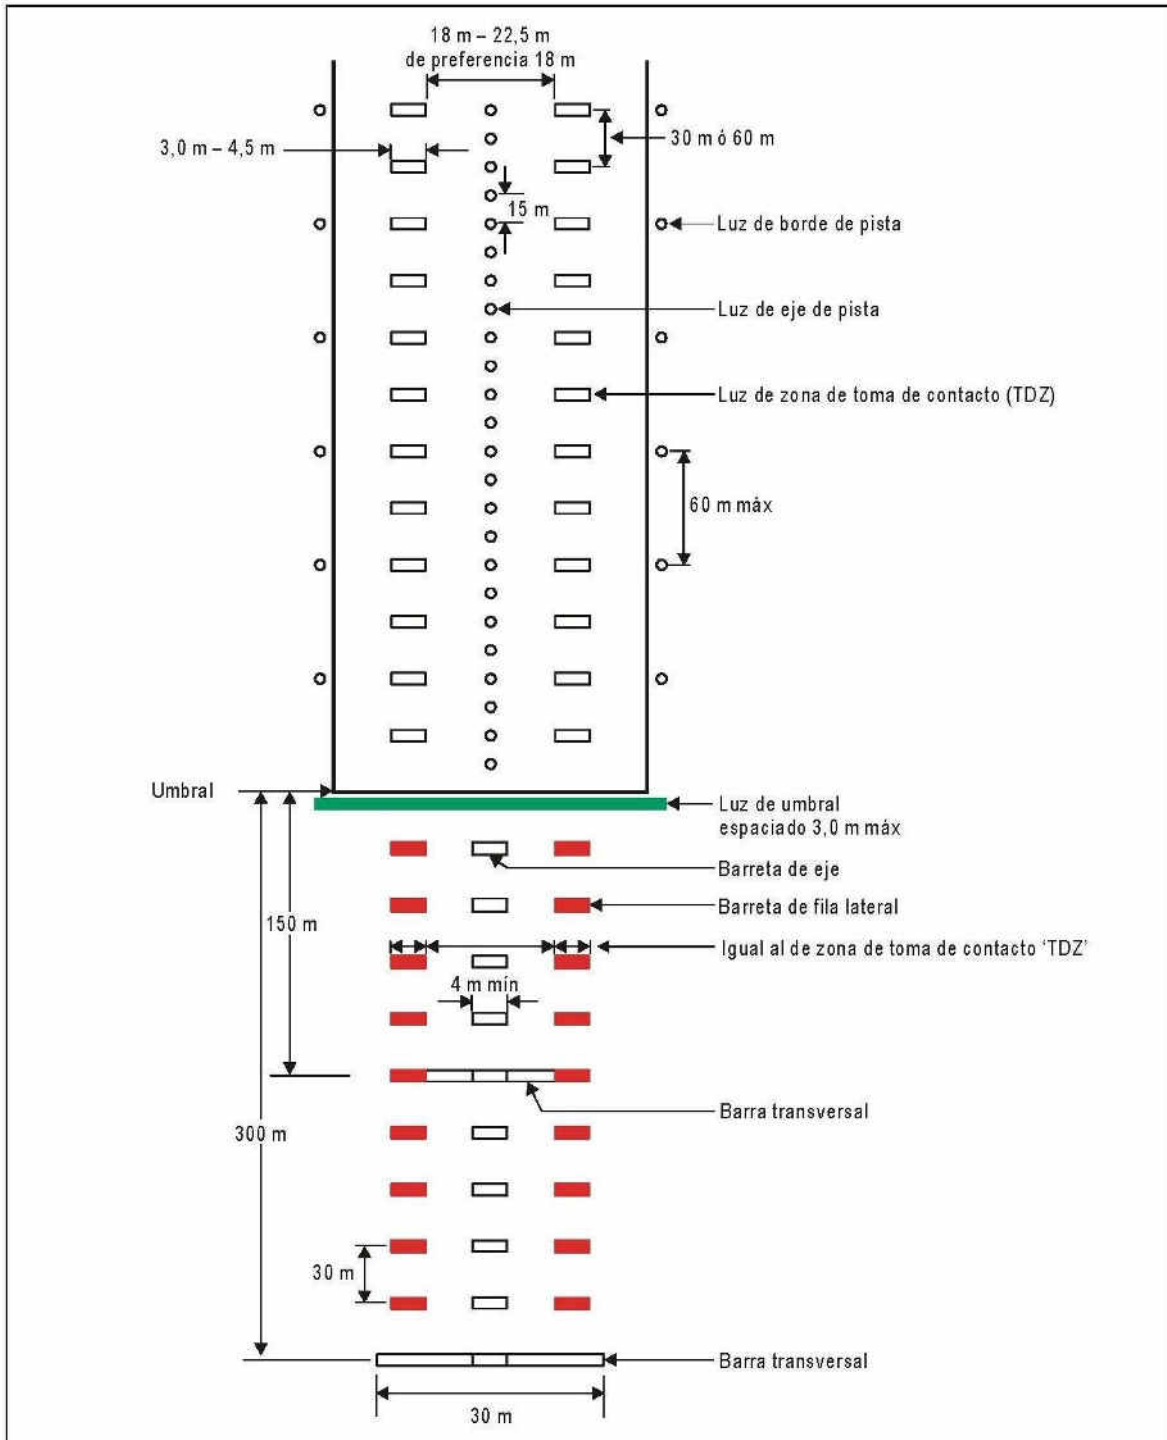 18 m – 22,5 m
de preferencia 18 m
3,0 m – 4,5 m
30 m ó 60 m
15 m
Luz de borde de pista
Luz de eje de pista
Luz de zona de toma de contacto (TDZ)
60 m máx
Umbral
Luz de umbral
espaciado 3,0 m máx
Barreta de eje
Barreta de fila lateral
150 m
Igual al de zona de toma de contacto ‘TDZ’
4 m mín
Barra transversal
300 m
30 m
Barra transversal
30 m